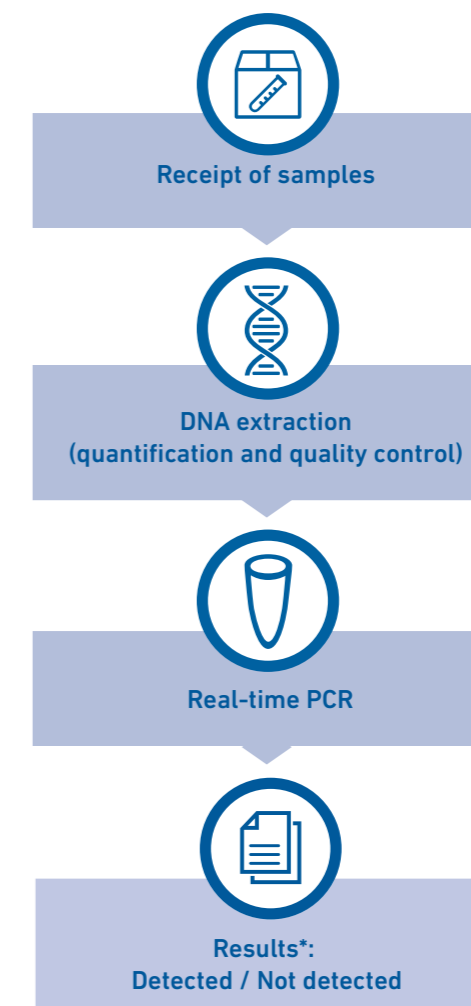 Receipt of samples
DNA extraction
(quantification and quality control)
Real-time PCR
Results*:
Detected / Not detected